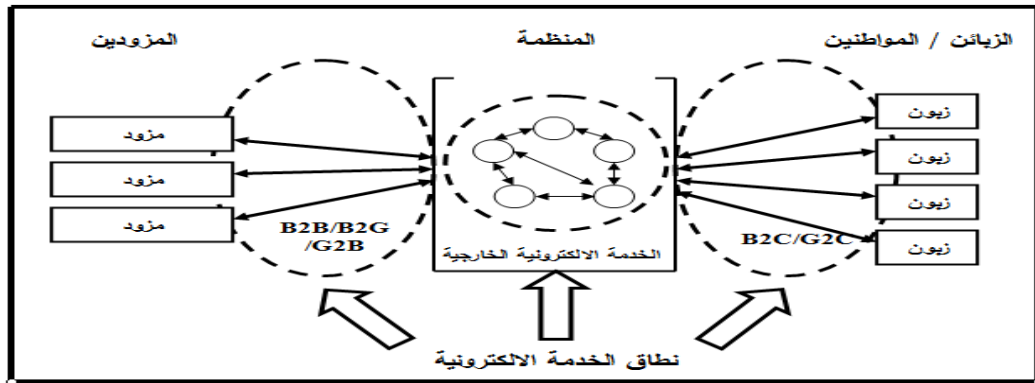 الزبائن / المواطنين
المنظمة
المزودين
زبون
زبون
زبون
زبون
مزود
مزود
مزود
B2C/G2C
B2B/B2G
/G2B
الخدمة الالكترونية الخارجية
نطاق الخدمة الالكترونية